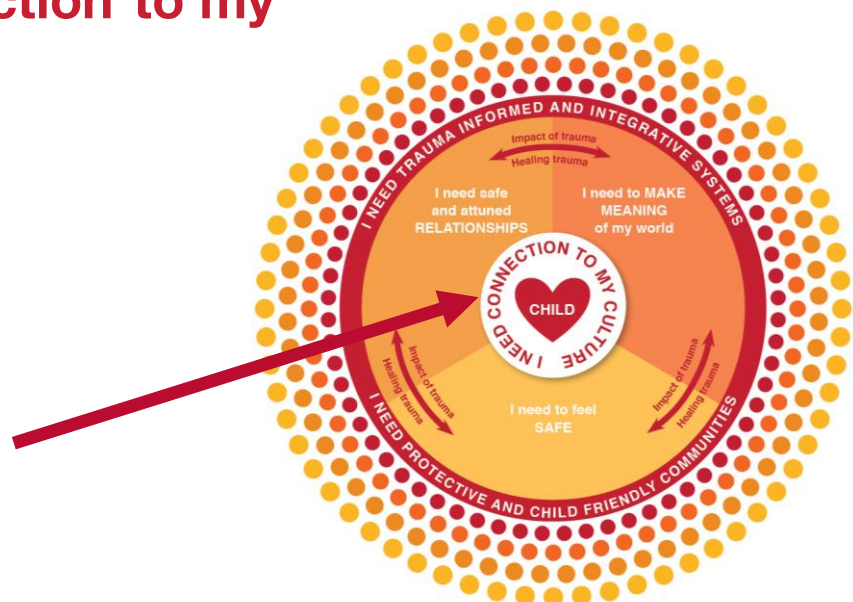 ction to my
I NEED TRAUMA INFORMED AND INTEGRATIVE SYSTEMS
Impact of trauma
Healing trauma
I need safe
and attuned
RELATIONSHIPS
I need to MAKE
MEANING
of my world
I NEED CONNECTION TO MY CULTURE
CHILD
Impact of trauma
Healing trauma
Impact of trauma
Healing trauma
I need to feel
SAFE
I NEED PROTECTIVE AND CHILD FRIENDLY COMMUNITIES